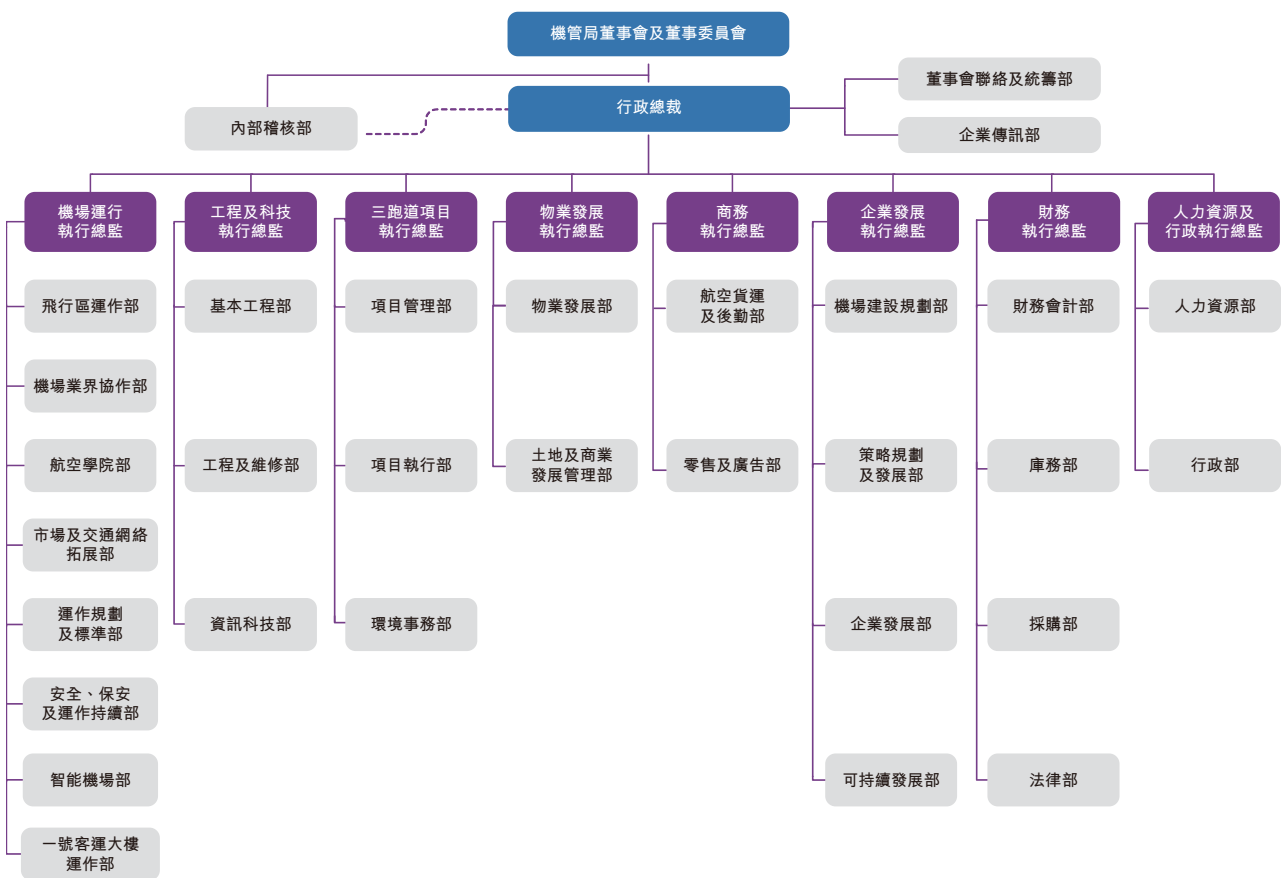 機管局董事會及董事委員會
行政總裁
董事會聯絡及統籌部
企業傳訊部
內部稽核部
機場運行
執行總監
工程及科技
執行總監
三跑道項目
執行總監
物業發展
執行總監
商務
執行總監
企業發展
執行總監
財務
執行總監
人力資源及
行政執行總監
飛行區運作部
基本工程部
項目管理部
物業發展部
航空貨運
及後勤部
機場建設規劃部
財務會計部
人力資源部
機場業界協作部
航空學院部
工程及維修部
項目執行部
土地及商業
發展管理部
零售及廣告部
策略規劃
及發展部
庫務部
行政部
市場及交通網絡
拓展部
運作規劃
及標準部
資訊科技部
環境事務部
企業發展部
採購部
安全、保安
及運作持續部
智能機場部
可持續發展部
法律部
一號客運大樓
運作部